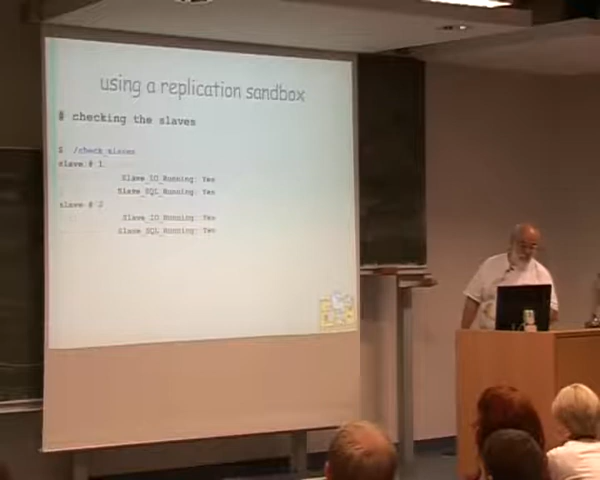 using a replication sandbox
# checking the slaves
$ ./check_slaves
slave # 1
Slave_IO_Running: Yes
Slave_SQL_Running: Yes
slave # 2
Slave_IO_Running: Yes
Slave_SQL_Running: Yes